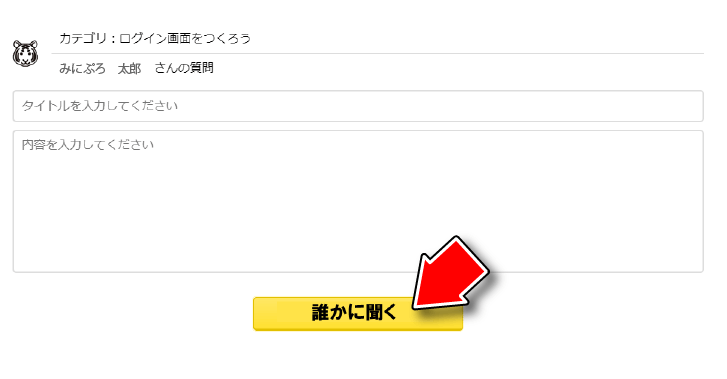 カテゴリ：ログイン画面をつくろう
みにぷろ　太郎　さんの質問
タイトルを入力してください
内容を入力してください
誰かに聞く